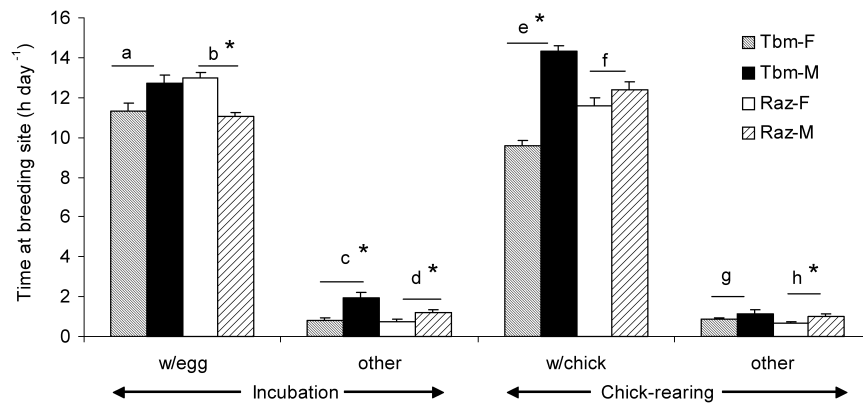 Time at breeding site (h day -1)
16
14
12
10
8
6
4
2
0
a
b *
c *
d *
e *
f
g
h *
Tbm-F
Tbm-M
Raz-F
Raz-M
w/egg
other
w/chick
other
Incubation
Chick-rearing